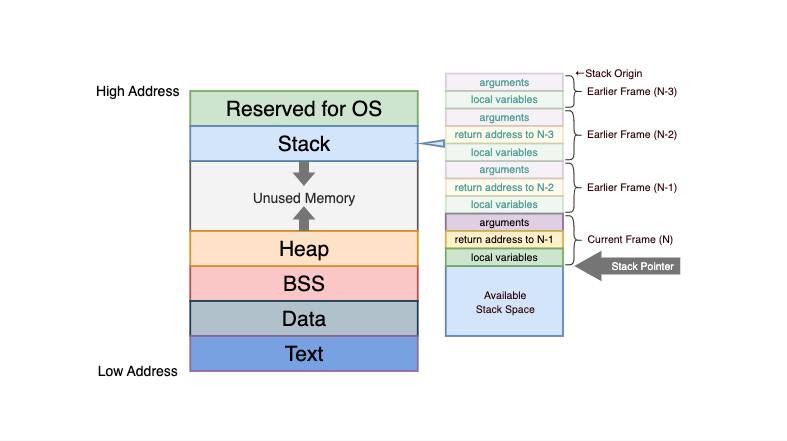 High Address
Reserved for OS
Stack
Unused Memory
Heap
BSS
Data
Text
Low Address
←Stack Origin
arguments
local variables
Earlier Frame (N-3)
arguments
return address to N-3
local variables
Earlier Frame (N-2)
arguments
return address to N-2
local variables
Earlier Frame (N-1)
arguments
return address to N-1
local variables
Current Frame (N)
Stack Pointer
Available
Stack Space